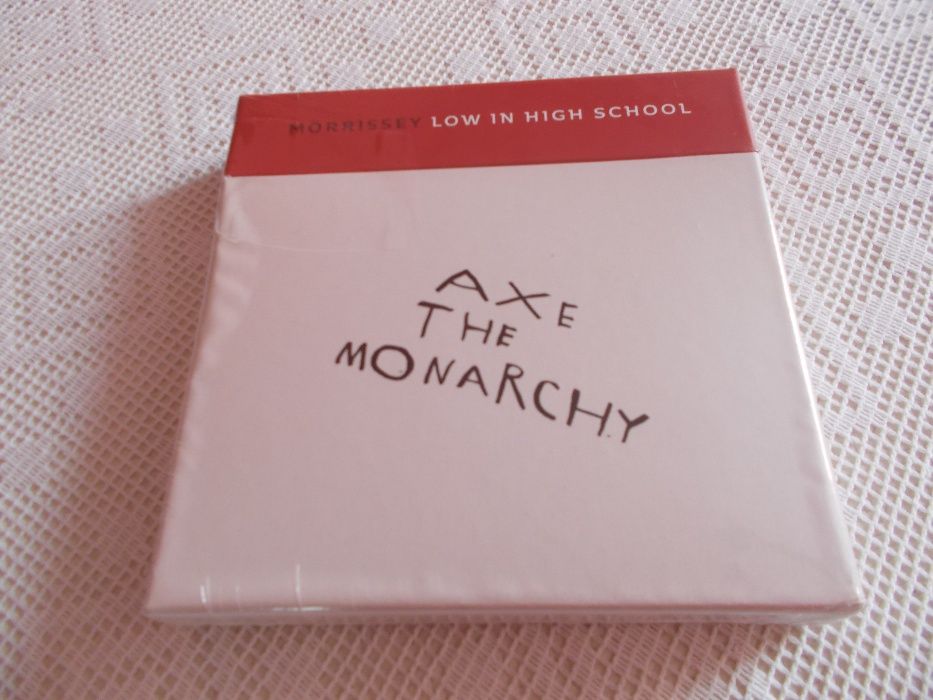 MORRISSEY LOW IN HIGH SCHOOL
AXE
THE
MONARCHY